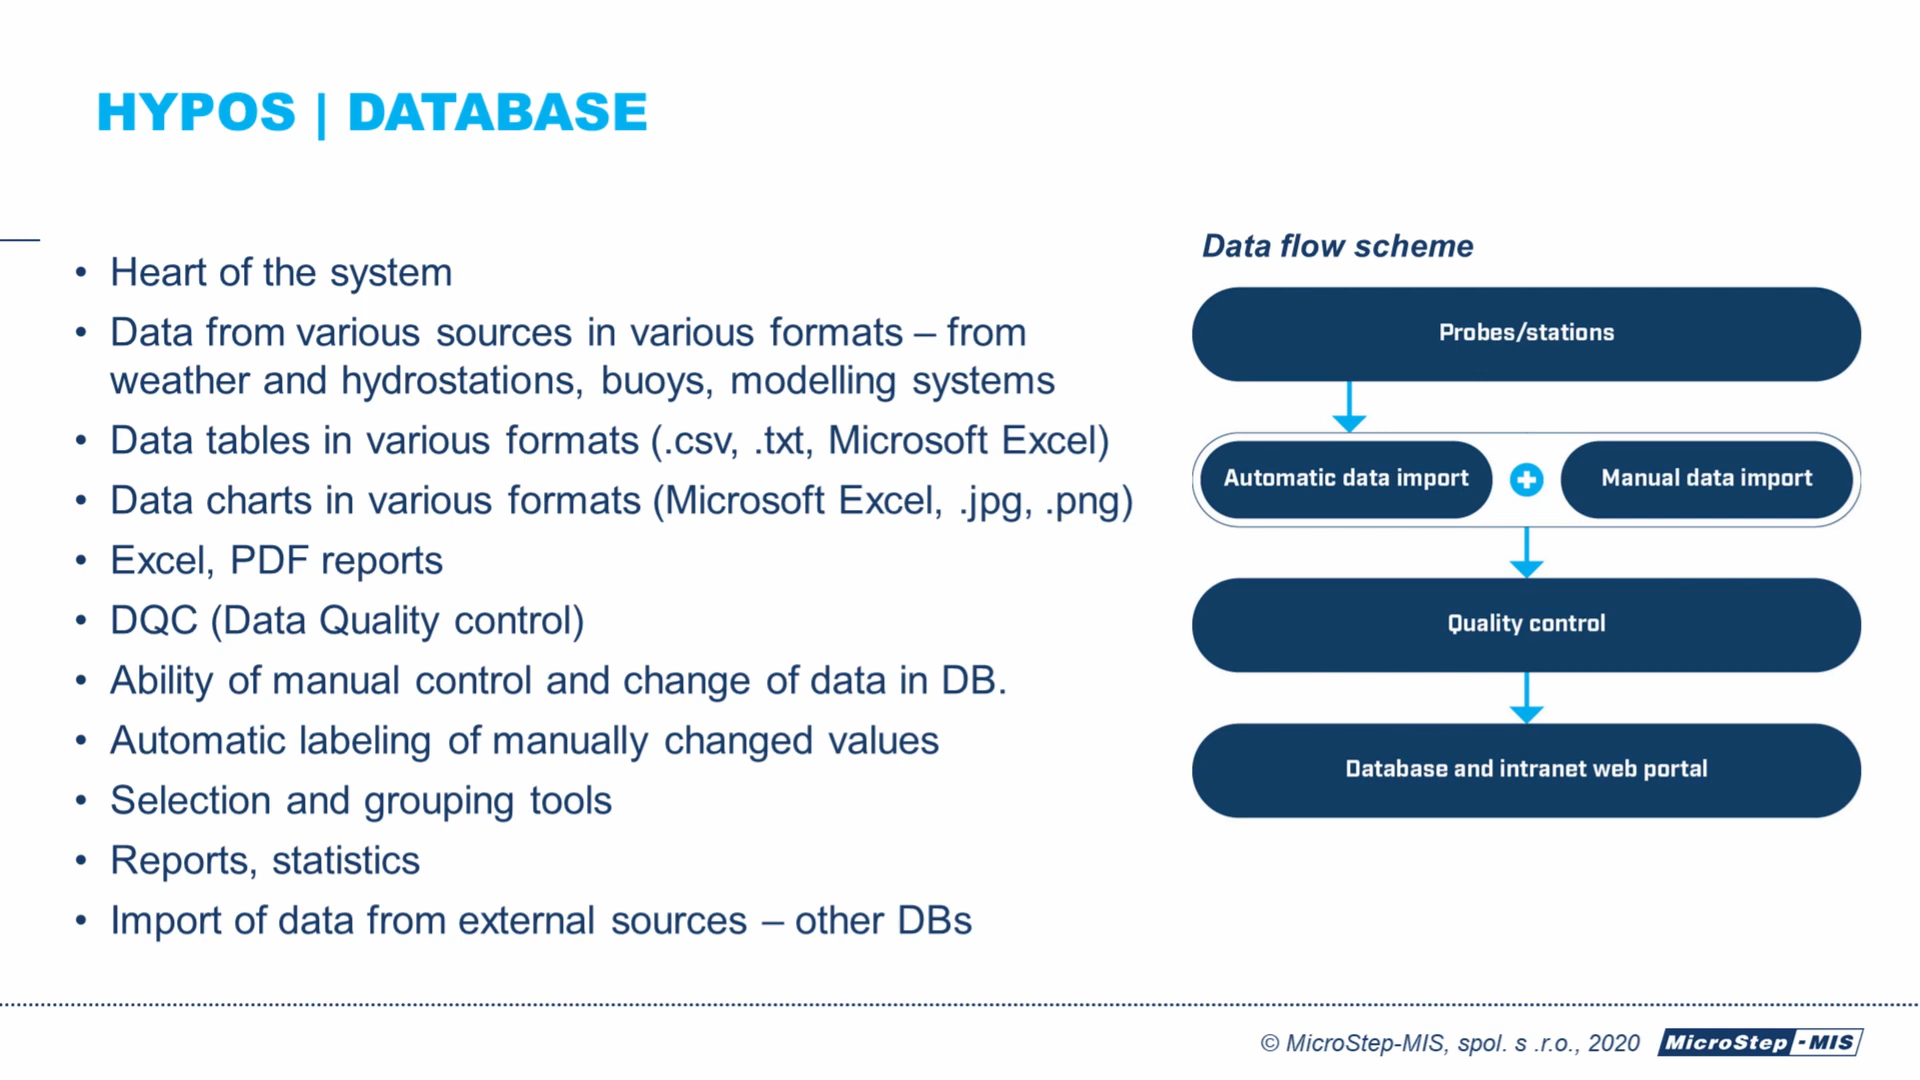 HYPOS | DATABASE
• Heart of the system
• Data from various sources in various formats – from
weather and hydrostations, buoys, modelling systems
• Data tables in various formats (.csv, .txt, Microsoft Excel)
• Data charts in various formats (Microsoft Excel, .jpg, .png)
• Excel, PDF reports
• DQC (Data Quality control)
• Ability of manual control and change of data in DB.
• Automatic labeling of manually changed values
• Selection and grouping tools
• Reports, statistics
• Import of data from external sources – other DBs
Data flow scheme
Probes/stations
Automatic data import + Manual data import
Quality control
Database and intranet web portal
© MicroStep-MIS, spol. s .r.o., 2020 MicroStep-MIS